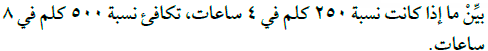 بيِّنْ ما إذا كانت نسبة ٢٥٠ كلم في ٤ ساعات، تكافئ نسبة ٥٠٠ كلم في ٨
ساعات.